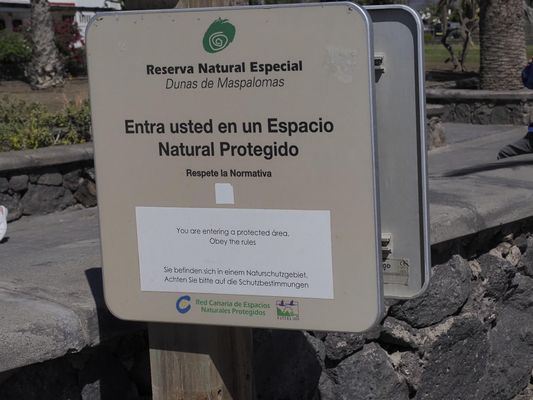 Reserva Natural Especial
Dunas de Maspalomas
Entra usted en un Espacio
Natural Protegido
Respete la Normativa
You are entering a protected área.
Obey the rules
Sie befinden sich in einem Naturschutzgebiet.
Achten Sie bitte auf die Schutzbestimmungen
Red Canaria de Espacios
Naturales Protegidos